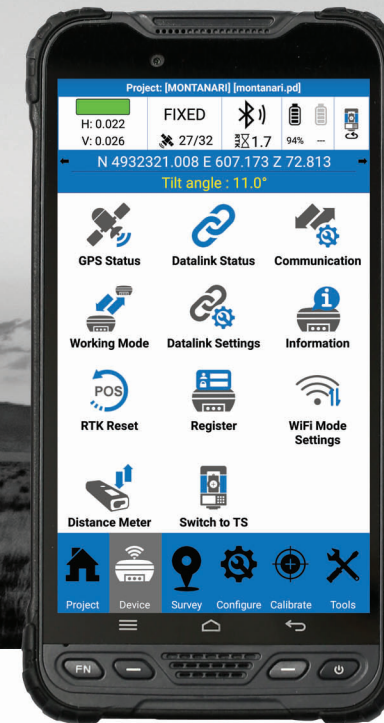 Project: [MONTANARI] [montanari.pd]
H: 0.022
V: 0.026
FIXED
27/32
1.7
94%
--
N 4932321.008 E 607.173 Z 72.813
Tilt angle : 11.0°
GPS Status
Datalink Status
Communication
Working Mode
Datalink Settings
Information
POS
RTK Reset
Register
WiFi Mode
Settings
Distance Meter
Switch to TS
Project
Device
Survey
Configure
Calibrate
Tools
FN